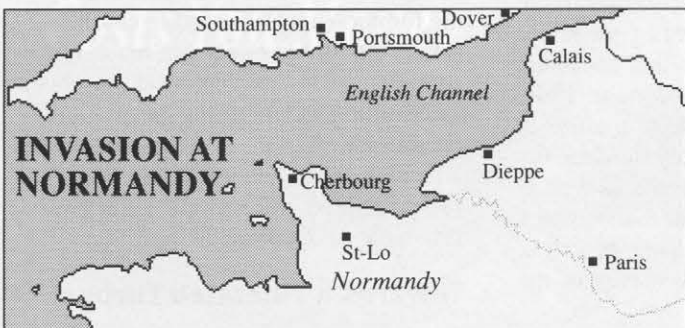 Southampton
Dover
Portsmouth
Calais
English Channel
INVASION AT
NORMANDY
Dieppe
Cherbourg
St-Lo
Paris
Normandy